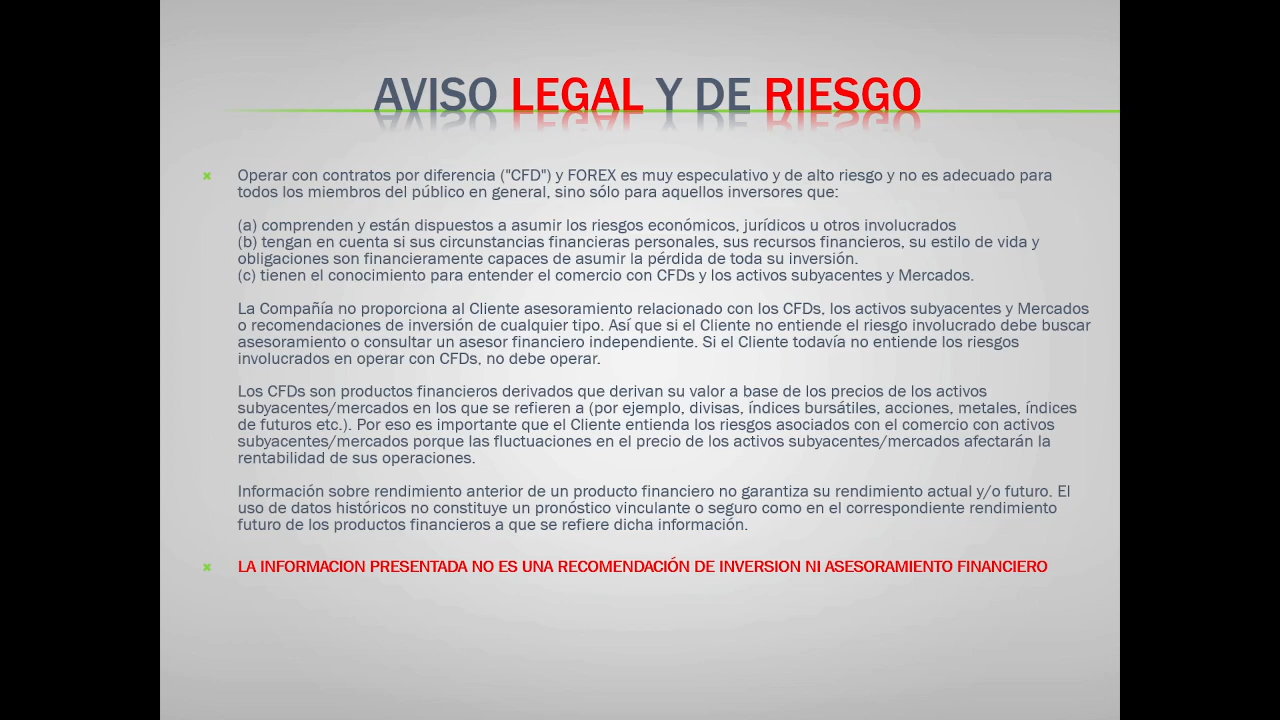 AVISO LEGAL Y DE RIESGO
Operar con contratos por diferencia ("CFD") y FOREX es muy especulativo y de alto riesgo y no es adecuado para
todos los miembros del público en general, sino sólo para aquellos inversores que:
(a) comprenden y están dispuestos a asumir los riesgos económicos, jurídicos u otros involucrados
(b) tengan en cuenta si sus circunstancias financieras personales, sus recursos financieros, su estilo de vida y
obligaciones son financieramente capaces de asumir la pérdida de toda su inversión.
(c) tienen el conocimiento para entender el comercio con CFDs y los activos subyacentes y Mercados.
La Compañía no proporciona al Cliente asesoramiento relacionado con los CFDs, los activos subyacentes y Mercados
o recomendaciones de inversión de cualquier tipo. Así que si el Cliente no entiende el riesgo involucrado debe buscar
asesoramiento o consultar un asesor financiero independiente. Si el Cliente todavía no entiende los riesgos
involucrados en operar con CFDs, no debe operar.
Los CFDs son productos financieros derivados que derivan su valor a base de los precios de los activos
subyacentes/mercados en los que se refieren a (por ejemplo, divisas, índices bursátiles, acciones, metales, índices
de futuros etc.). Por eso es importante que el Cliente entienda los riesgos asociados con el comercio con activos
subyacentes/mercados porque las fluctuaciones en el precio de los activos subyacentes/mercados afectarán la
rentabilidad de sus operaciones.
Información sobre rendimiento anterior de un producto financiero no garantiza su rendimiento actual y/o futuro. El
uso de datos históricos no constituye un pronóstico vinculante o seguro como en el correspondiente rendimiento
futuro de los productos financieros a que se refiere dicha información.
LA INFORMACION PRESENTADA NO ES UNA RECOMENDACIÓN DE INVERSION NI ASESORAMIENTO FINANCIERO